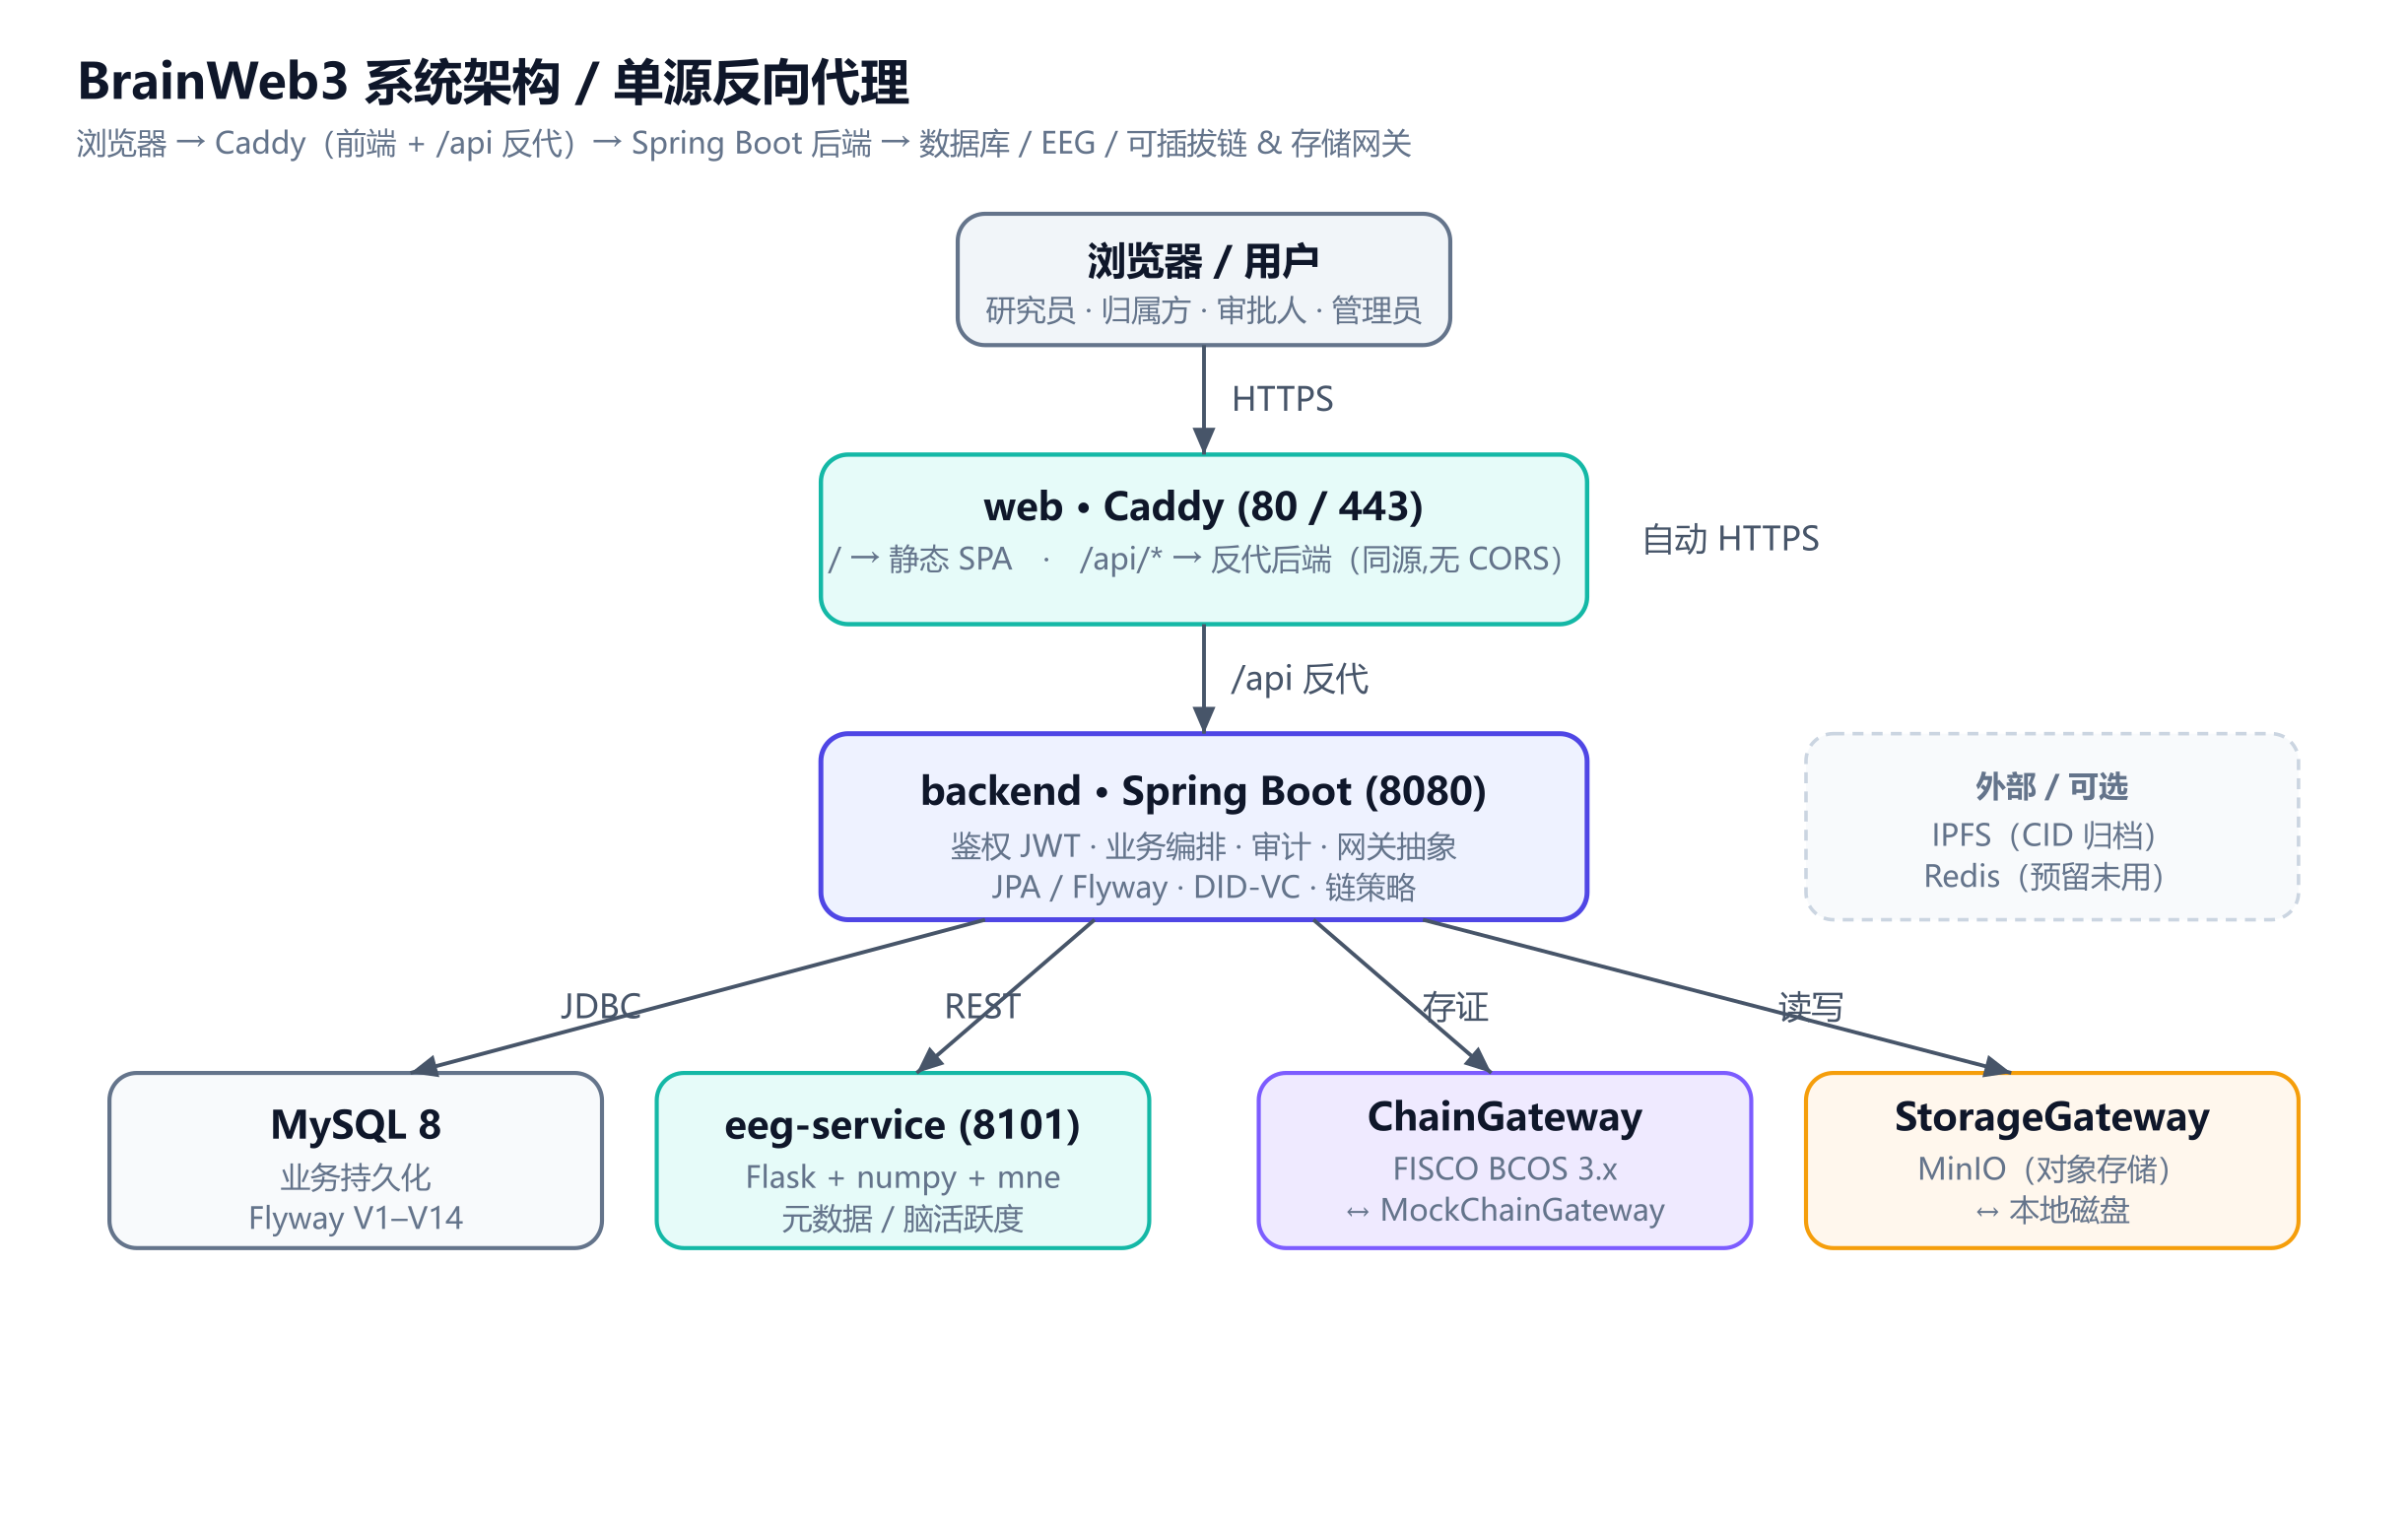 BrainWeb3 系统架构 / 单源反向代理
浏览器 → Caddy（前端 + /api 反代）→ Spring Boot 后端 → 数据库 / EEG / 可插拔链 & 存储网关
浏览器 / 用户
研究员 · 归属方 · 审批人 · 管理员
HTTPS
web • Caddy (80 / 443)
/ → 静态 SPA · /api/* → 反代后端（同源,无 CORS）
自动 HTTPS
/api 反代
backend • Spring Boot (8080)
鉴权 JWT · 业务编排 · 审计 · 网关抽象
JPA / Flyway · DID-VC · 链策略
外部 / 可选
IPFS（CID 归档）
Redis（预留未用）
JDBC
REST
存证
读写
MySQL 8
业务持久化
Flyway V1–V14
eeg-service (8101)
Flask + numpy + mne
元数据 / 脑活跃度
ChainGateway
FISCO BCOS 3.x
↔ MockChainGateway
StorageGateway
MinIO（对象存储）
↔ 本地磁盘